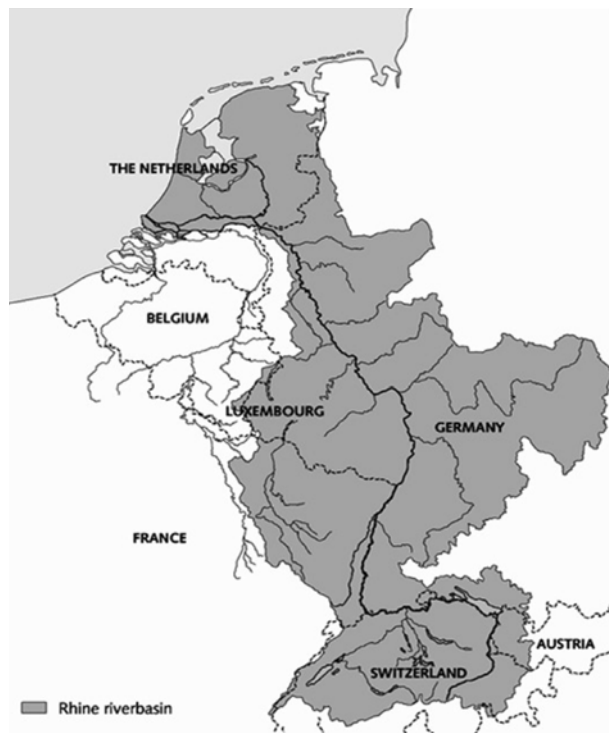 THE NETHERLANDS
BELGIUM
LUXEMBOURG
GERMANY
FRANCE
AUSTRIA
SWITZERLAND
Rhine riverbasin